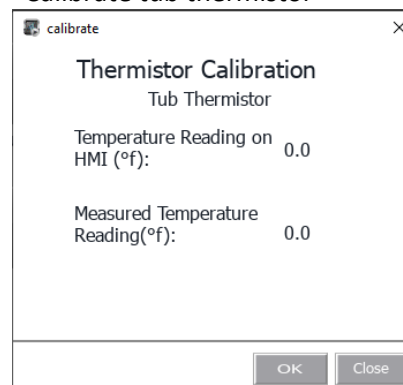 Calibrate tub thermistor
calibrate
Thermistor Calibration
Tub Thermistor
Temperature Reading on
HMI (°f):
0.0
Measured Temperature
Reading(°f):
0.0
OK
Close